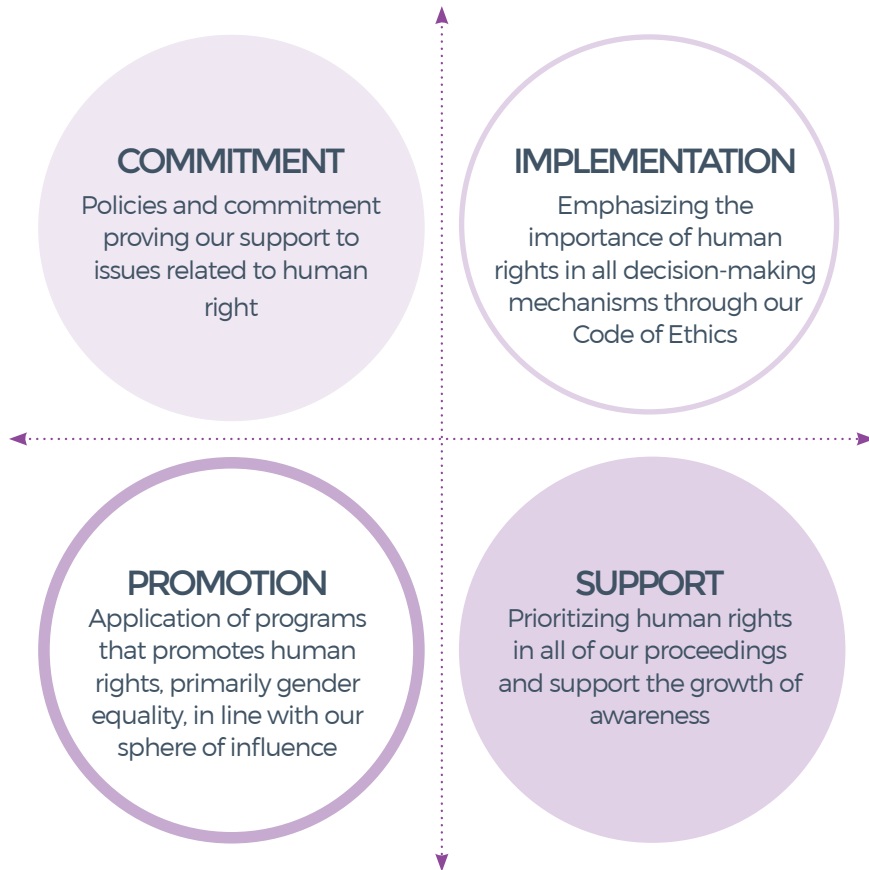 COMMITMENT
Policies and commitment
proving our support to
issues related to human
right
IMPLEMENTATION
Emphasizing the
importance of human
rights in all decision-making
mechanisms through our
Code of Ethics
PROMOTION
Application of programs
that promotes human
rights, primarily gender
equality, in line with our
sphere of influence
SUPPORT
Prioritizing human rights
in all of our proceedings
and support the growth of
awareness